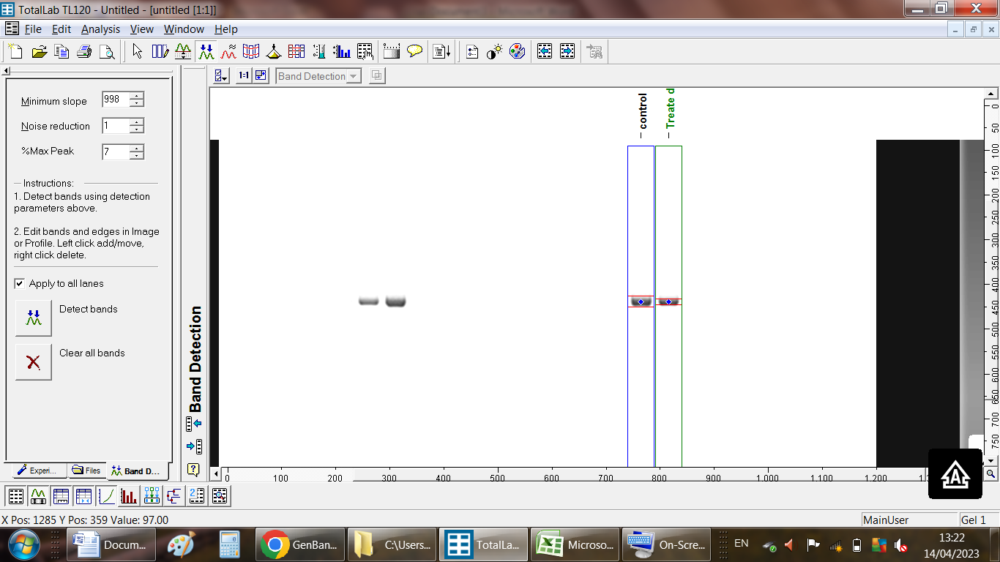 TotalLab TL120 - Untitled - [untitled [1:1]]
File Edit Analysis View Window Help
1:1 Band Detection
Minimum slope 998
Noise reduction 1
%Max Peak 7
Instructions:
1. Detect bands using detection
parameters above.
2. Edit bands and edges in Image
or Profile. Left click add/move,
right click delete.
Apply to all lanes
Detect bands
Clear all bands
Experi... Files Band D...
Band Detection
control
Treate d
0
50
100
150
200
250
300
350
400
450
500
550
600
650
700
750
0 100 200 300 400 500 600 700 800 900 1.000 1.100 1.200
A
X Pos: 1285 Y Pos: 359 Value: 97.00 MainUser Gel 1
Docum... GenBan... C:\Users... TotalLa... Microso... On-Scre... EN 13:22
14/04/2023